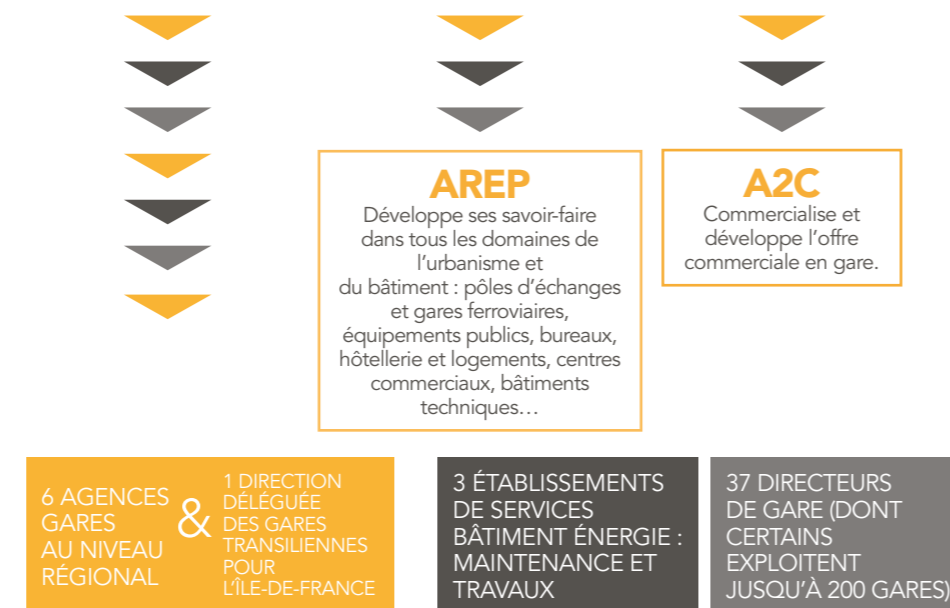 AREP
Développe ses savoir-faire
dans tous les domaines de
l'urbanisme et
du bâtiment : pôles d'échanges
et gares ferroviaires,
équipements publics, bureaux,
hôtellerie et logements, centres
commerciaux, bâtiments
techniques…
A2C
Commercialise et
développe l'offre
commerciale en gare.
6 AGENCES
GARES
AU NIVEAU
RÉGIONAL
&
1 DIRECTION
DÉLÉGUÉE
DES GARES
TRANSILIENNES
POUR
L'ÎLE-DE-FRANCE
3 ÉTABLISSEMENTS
DE SERVICES
BÂTIMENT ÉNERGIE :
MAINTENANCE ET
TRAVAUX
37 DIRECTEURS
DE GARE (DONT
CERTAINS
EXPLOITENT
JUSQU'À 200 GARES)